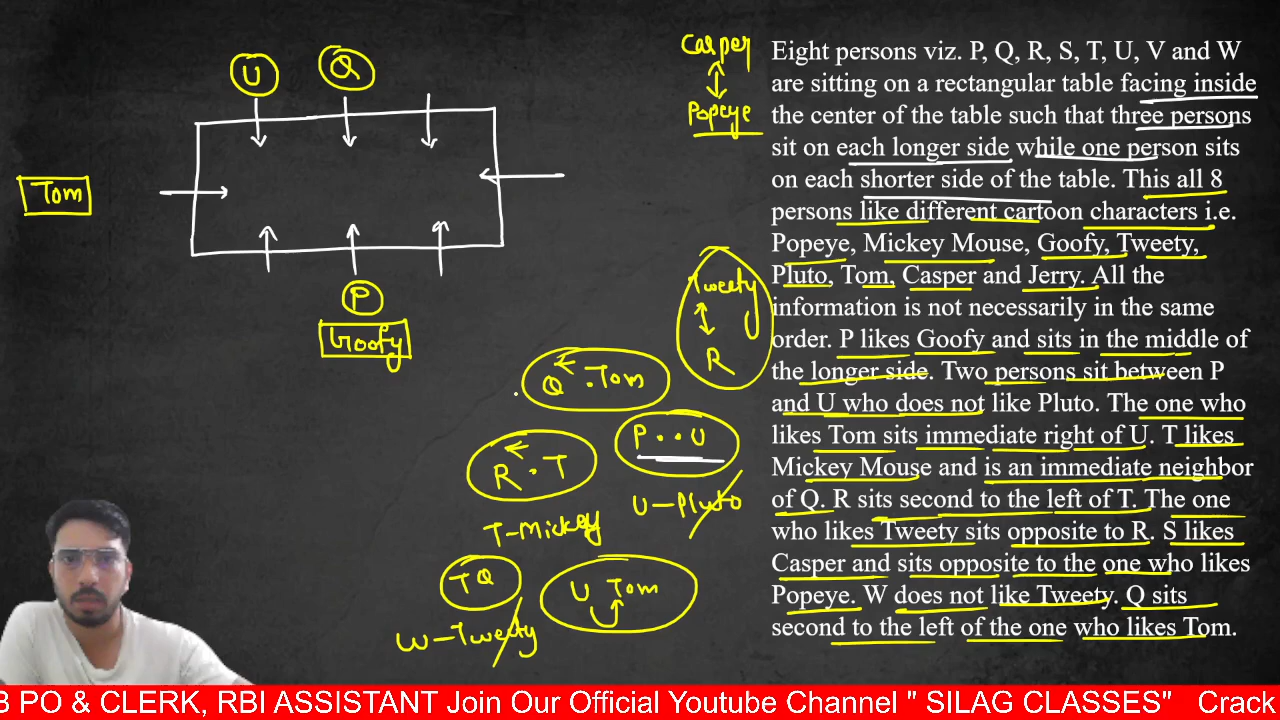 Casper
Popeye
U
Q
Tom
P
Goofy
Tweety
R
Q . Tom
P . . U
R . T
U - Pluto
T - Mickey
T Q
U Tom
W - Tweety
Eight persons viz. P, Q, R, S, T, U, V and W
are sitting on a rectangular table facing inside
the center of the table such that three persons
sit on each longer side while one person sits
on each shorter side of the table. This all 8
persons like different cartoon characters i.e.
Popeye, Mickey Mouse, Goofy, Tweety,
Pluto, Tom, Casper and Jerry. All the
information is not necessarily in the same
order. P likes Goofy and sits in the middle of
the longer side. Two persons sit between P
and U who does not like Pluto. The one who
likes Tom sits immediate right of U. T likes
Mickey Mouse and is an immediate neighbor
of Q. R sits second to the left of T. The one
who likes Tweety sits opposite to R. S likes
Casper and sits opposite to the one who likes
Popeye. W does not like Tweety. Q sits
second to the left of the one who likes Tom.
PO & CLERK, RBI ASSISTANT Join Our Official Youtube Channel " SILAG CLASSES" Crack